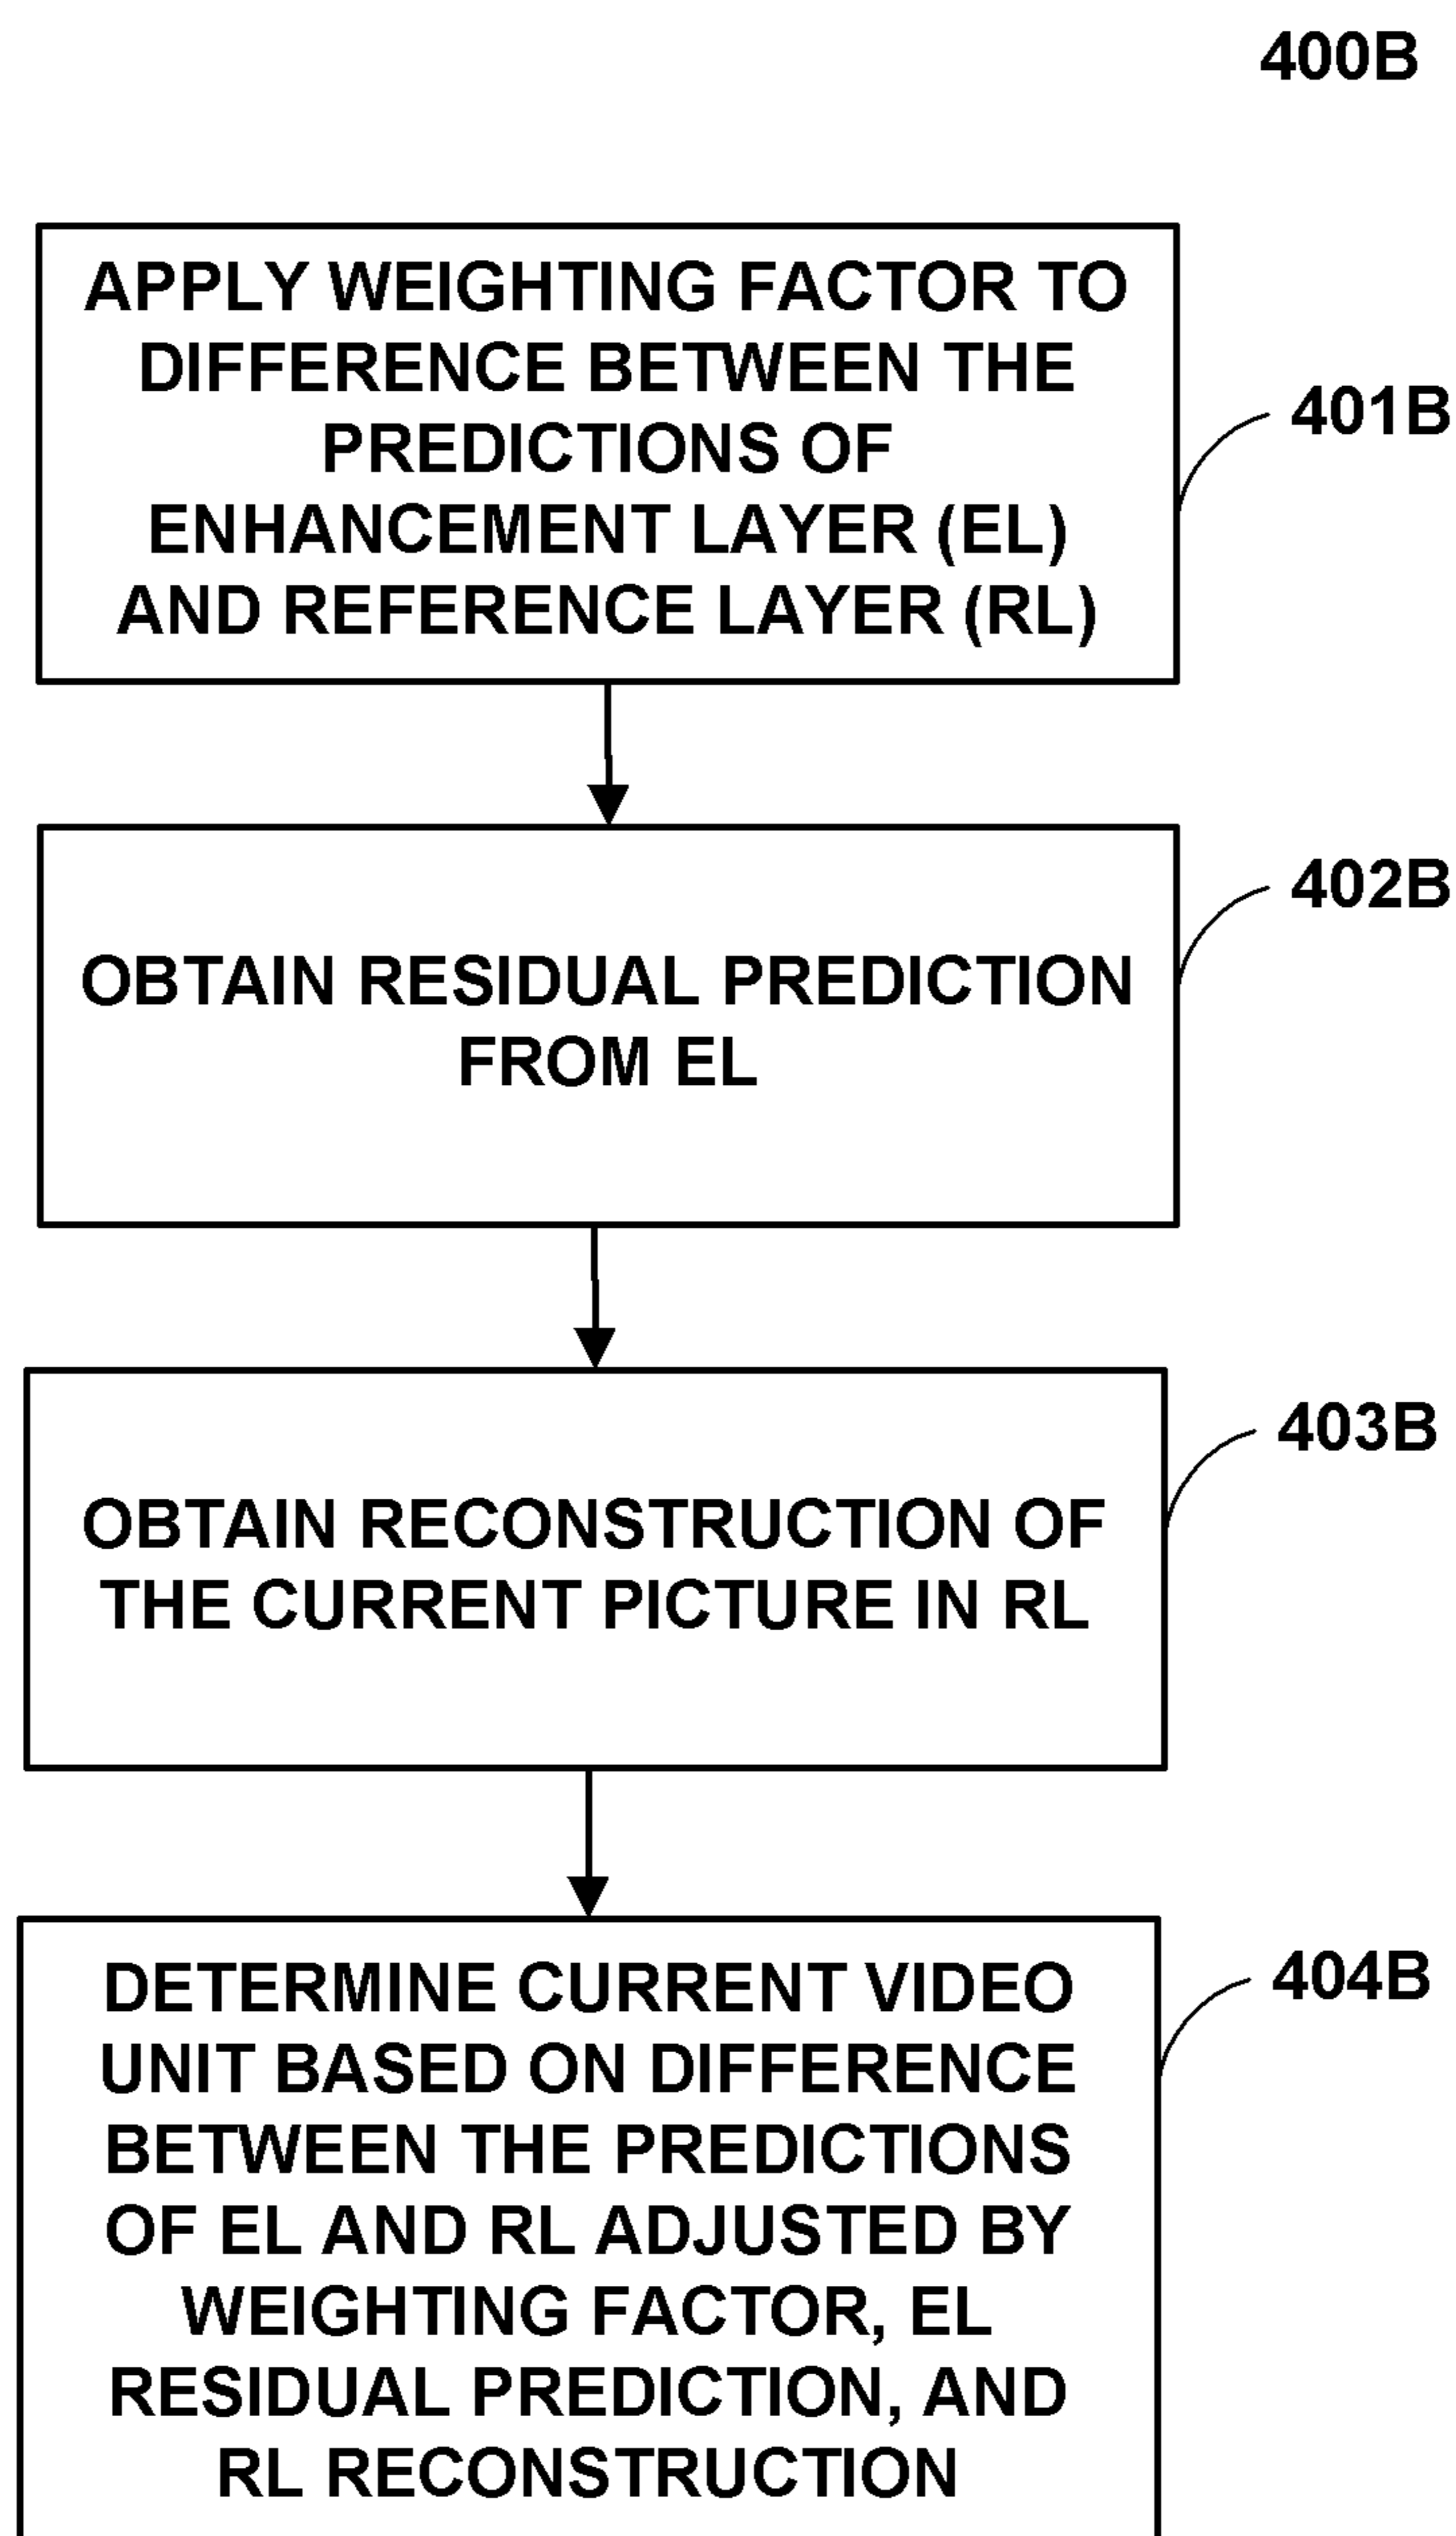 400B
APPLY WEIGHTING FACTOR TO
DIFFERENCE BETWEEN THE
PREDICTIONS OF
ENHANCEMENT LAYER (EL)
AND REFERENCE LAYER (RL)
401B
OBTAIN RESIDUAL PREDICTION
FROM EL
402B
OBTAIN RECONSTRUCTION OF
THE CURRENT PICTURE IN RL
403B
DETERMINE CURRENT VIDEO
UNIT BASED ON DIFFERENCE
BETWEEN THE PREDICTIONS
OF EL AND RL ADJUSTED BY
WEIGHTING FACTOR, EL
RESIDUAL PREDICTION, AND
RL RECONSTRUCTION
404B